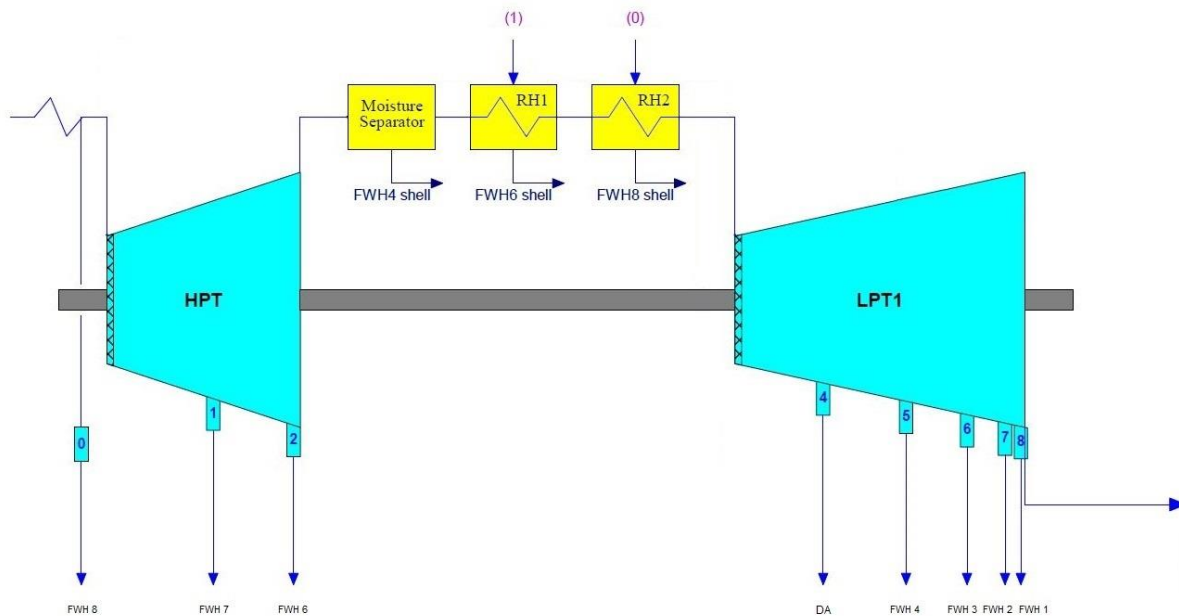 (1)
(0)
Moisture
Separator
RH1
RH2
FWH4 shell
FWH6 shell
FWH8 shell
HPT
LPT1
0
1
2
4
5
6
7
8
FWH 8
FWH 7
FWH 6
DA
FWH 4
FWH 3
FWH 2
FWH 1